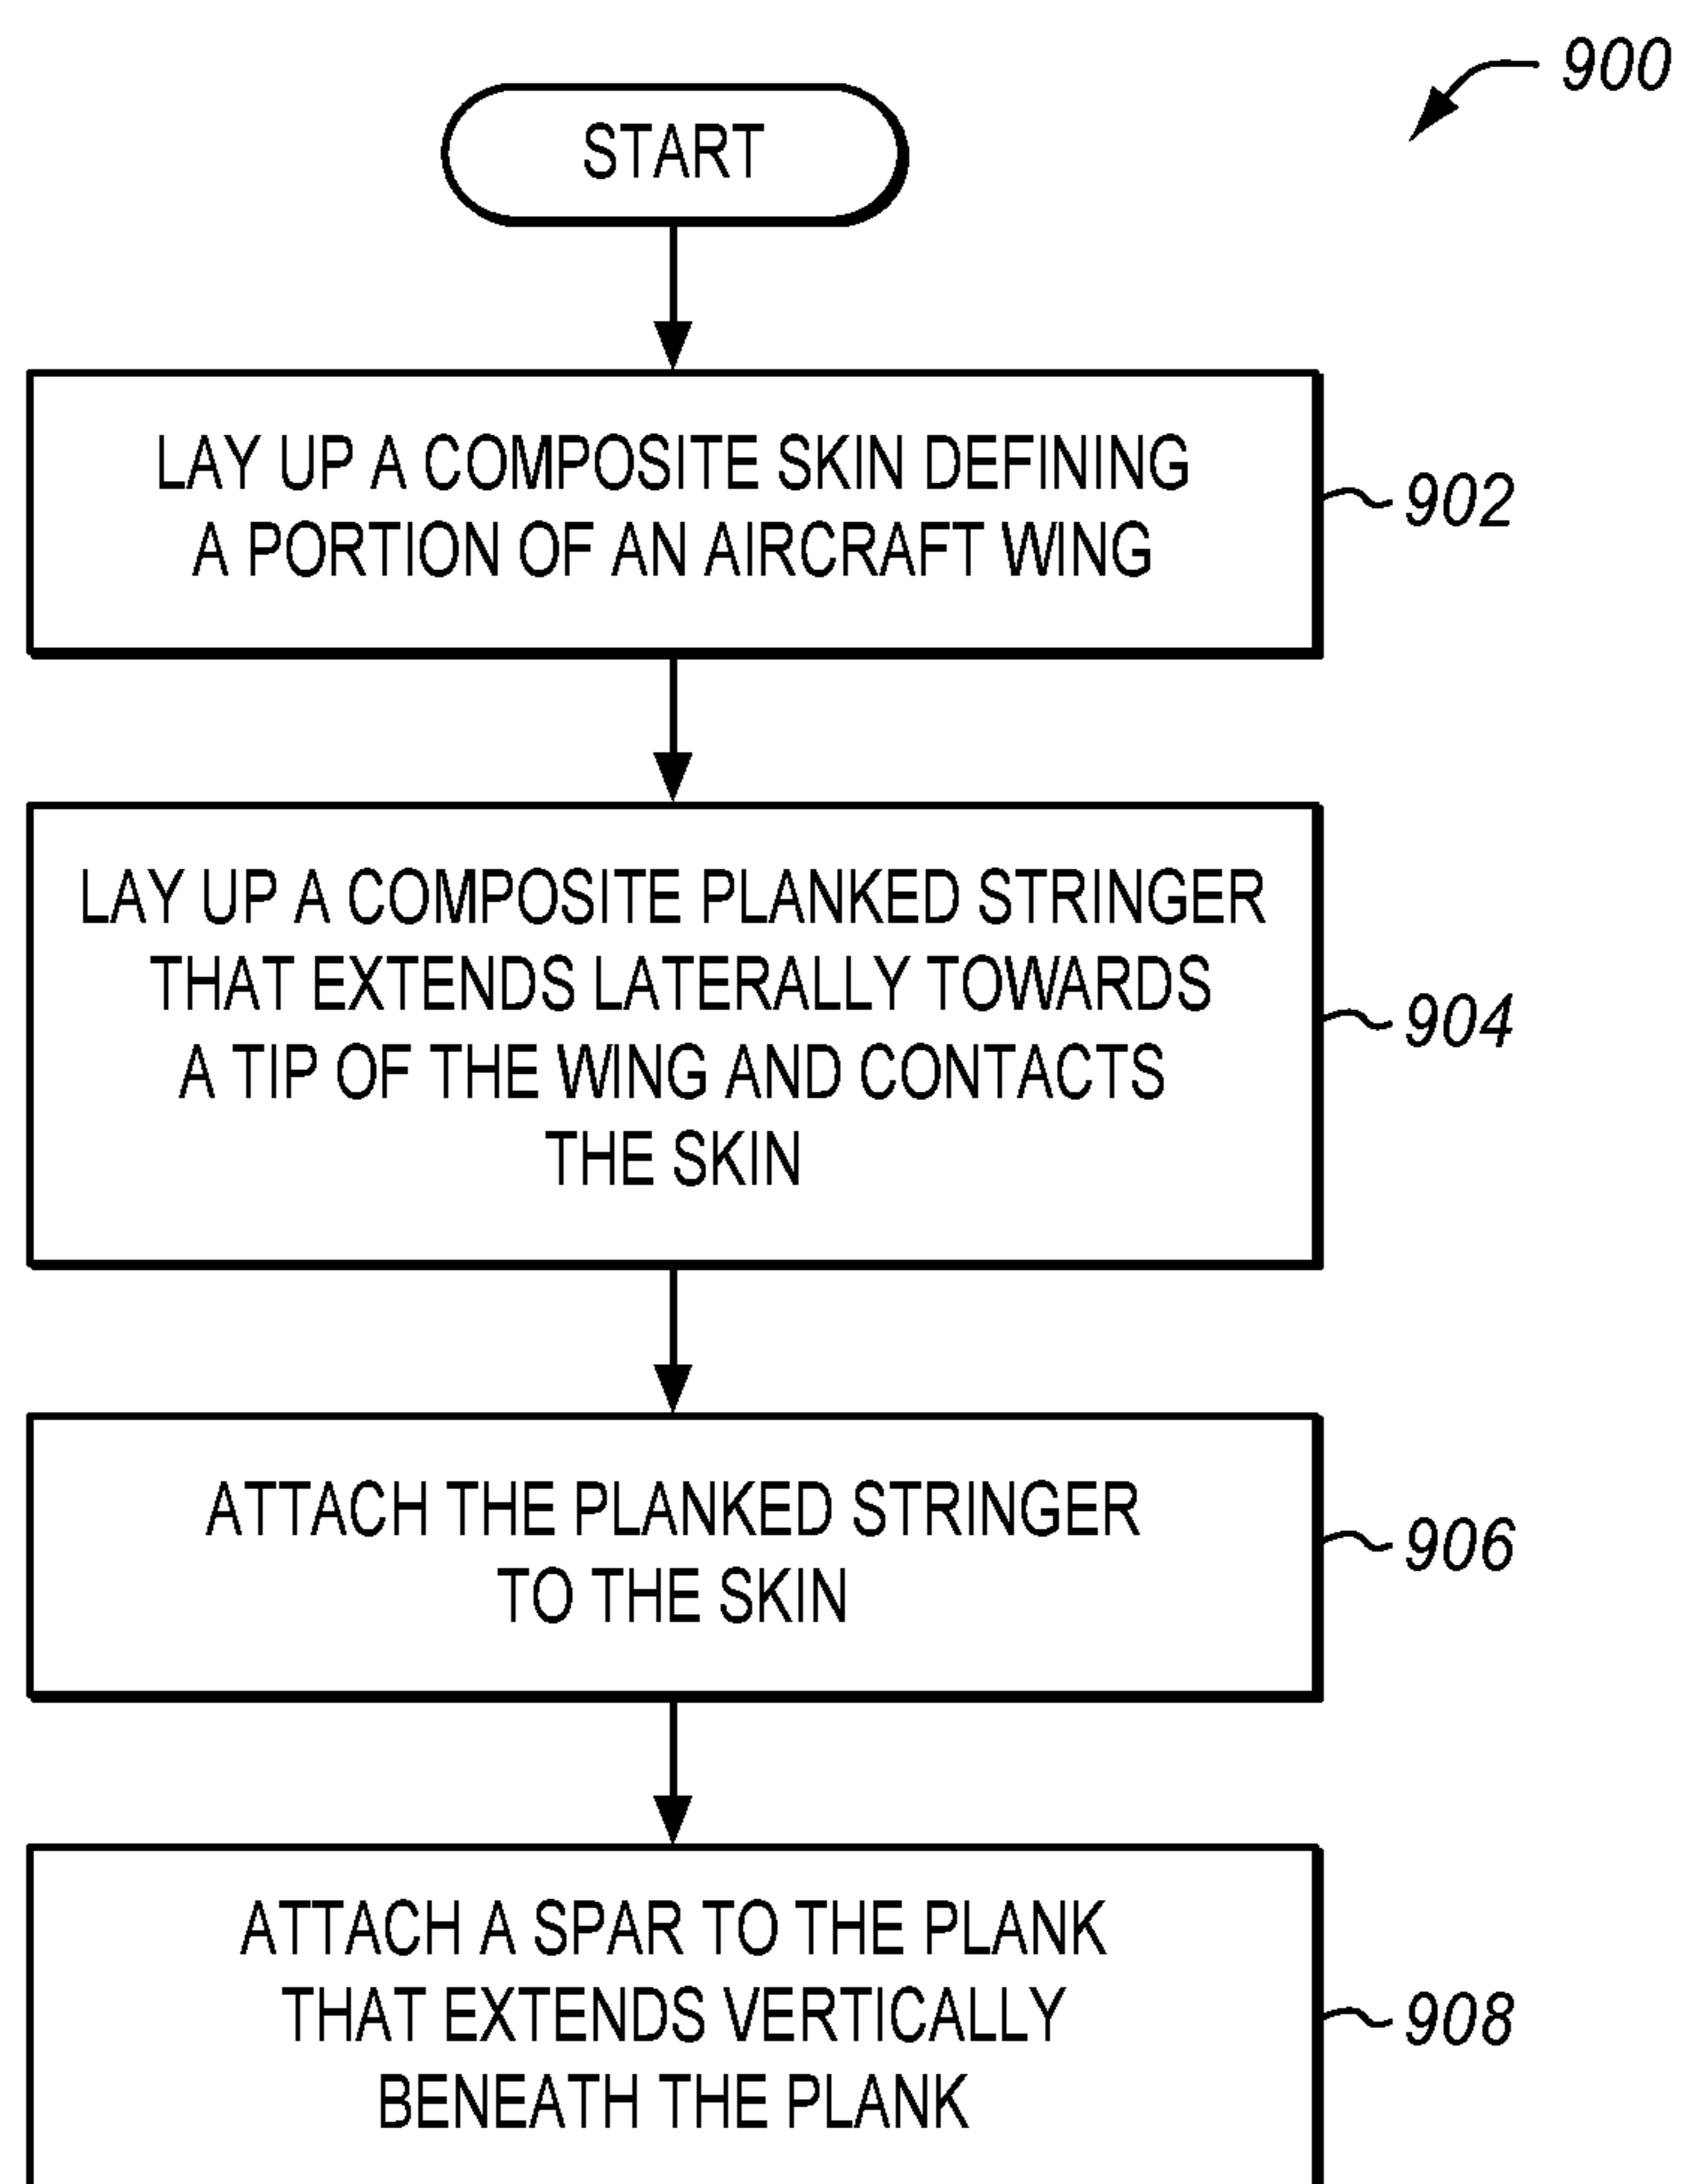 900
START
LAY UP A COMPOSITE SKIN DEFINING
A PORTION OF AN AIRCRAFT WING
902
LAY UP A COMPOSITE PLANKED STRINGER
THAT EXTENDS LATERALLY TOWARDS
A TIP OF THE WING AND CONTACTS
THE SKIN
904
ATTACH THE PLANKED STRINGER
TO THE SKIN
906
ATTACH A SPAR TO THE PLANK
THAT EXTENDS VERTICALLY
BENEATH THE PLANK
908